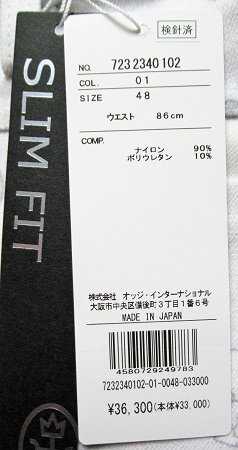 検針済
NO. 7232340102
COL. 01
SIZE 48
ウエスト 86cm
COMP.
ナイロン 90%
ポリウレタン 10%
株式会社 オッジ・インターナショナル
大阪市中央区備後町3丁目1番6号
MADE IN JAPAN
4580729249783
7232340102-01-0048-033000
¥36,300(本体¥33,000)
SLIM FIT